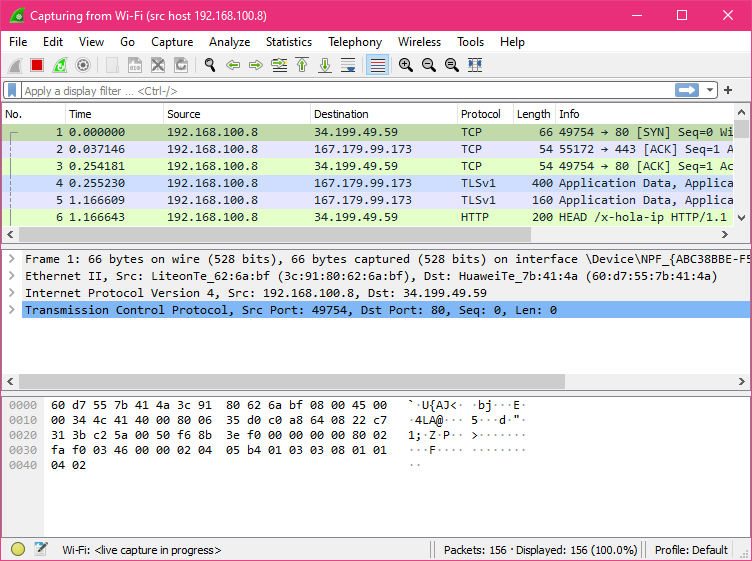 Capturing from Wi-Fi (src host 192.168.100.8)
File Edit View Go Capture Analyze Statistics Telephony Wireless Tools Help
Apply a display filter ... <Ctrl-/>
No. Time Source Destination Protocol Length Info
1 0.000000 192.168.100.8 34.199.49.59 TCP 66 49754 → 80 [SYN] Seq=0 Wi
2 0.037146 192.168.100.8 167.179.99.173 TCP 54 55172 → 443 [ACK] Seq=1 A
3 0.254181 192.168.100.8 34.199.49.59 TCP 54 49754 → 80 [ACK] Seq=1 Ac
4 0.255230 192.168.100.8 167.179.99.173 TLSv1 400 Application Data, Applica
5 1.166609 192.168.100.8 167.179.99.173 TLSv1 160 Application Data, Applica
6 1.166643 192.168.100.8 34.199.49.59 HTTP 200 HEAD /x-hola-ip HTTP/1.1
Frame 1: 66 bytes on wire (528 bits), 66 bytes captured (528 bits) on interface \Device\NPF_{ABC38BBE-F5
Ethernet II, Src: LiteonTe_62:6a:bf (3c:91:80:62:6a:bf), Dst: HuaweiTe_7b:41:4a (60:d7:55:7b:41:4a)
Internet Protocol Version 4, Src: 192.168.100.8, Dst: 34.199.49.59
Transmission Control Protocol, Src Port: 49754, Dst Port: 80, Seq: 0, Len: 0
0000 60 d7 55 7b 41 4a 3c 91 80 62 6a bf 08 00 45 00 `·U{AJ<· ·bj···E·
0010 00 34 4c 41 40 00 80 06 35 d0 c0 a8 64 08 22 c7 ·4LA@··· 5···d·"·
0020 31 3b c2 5a 00 50 f6 8b 3e f0 00 00 00 00 80 02 1;·Z·P·· >·······
0030 fa f0 03 46 00 00 02 04 05 b4 01 03 03 08 01 01 ···F···· ········
0040 04 02 ··
Wi-Fi: <live capture in progress> Packets: 156 · Displayed: 156 (100.0%) Profile: Default